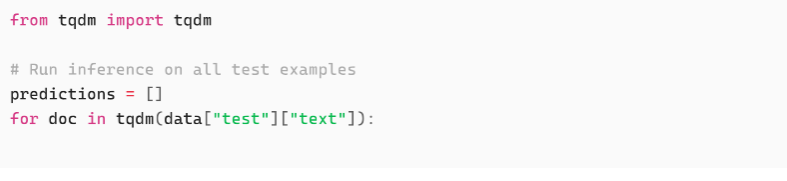 from tqdm import tqdm
# Run inference on all test examples
predictions = []
for doc in tqdm(data["test"]["text"]):